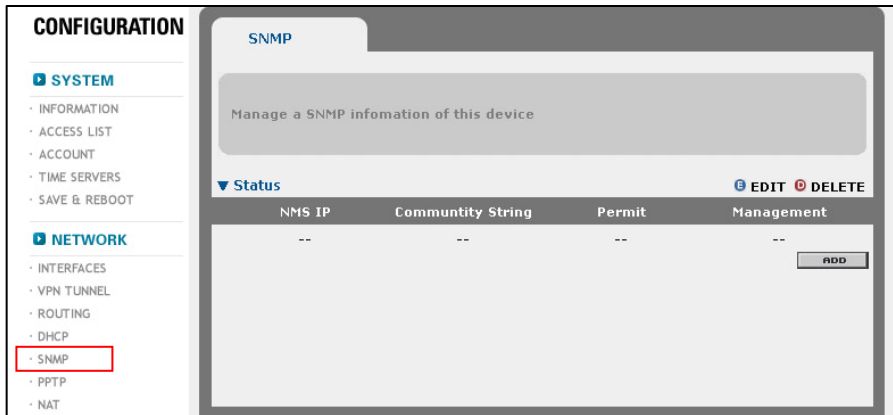 CONFIGURATION
SYSTEM
· INFORMATION
· ACCESS LIST
· ACCOUNT
· TIME SERVERS
· SAVE & REBOOT
NETWORK
· INTERFACES
· VPN TUNNEL
· ROUTING
· DHCP
· SNMP
· PPTP
· NAT
SNMP
Manage a SNMP infomation of this device
▼ Status
E EDIT D DELETE
NMS IP Communtity String Permit Management
-- -- -- --
ADD